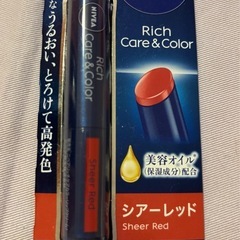 なうるおい、とろけて高発色
NIVEA
Rich
Care & Color
Sheer Red
Rich
Care & Color
美容オイル
(保湿成分)配合
シアーレッド
Sheer Red